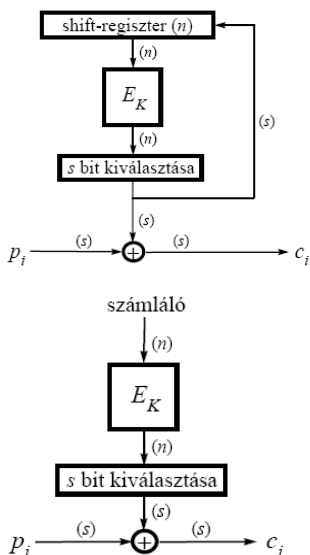 shift-regiszter (n)
(n)
E_K
(s)
(n)
s bit kiválasztása
(s)
p_i (s) + (s) c_i
számláló
(n)
E_K
(n)
s bit kiválasztása
(s)
p_i (s) + (s) c_i